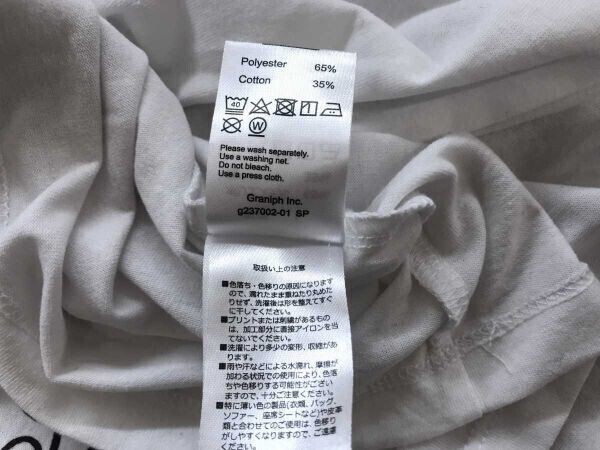 Polyester 65%
Cotton 35%
40
W
Please wash separately.
Use a washing net.
Do not bleach.
Use a press cloth.
Graniph Inc.
g237002-01 SP
取扱い上の注意
■色落ち・色移りの原因になります
ので、濡れたまま重ねたり丸めた
りせず、洗濯後は形を整えてすぐ
に干してください。
■プリントまたは刺繍があるもの
は、加工部分に直接アイロンを当
てないでください。
■洗濯により多少の変形、収縮があ
ります。
■雨や汗などによる水濡れ、摩擦が
加わる状況での使用により、色落
ちや色移りする可能性がござい
ますので、十分ご注意ください。
■特に薄い色の製品(衣類、バッグ、
ソファー、座席シートなど)や皮革
類と合わせてのご使用は、色移り
がしやすくなりますので、ご遠慮
ください。